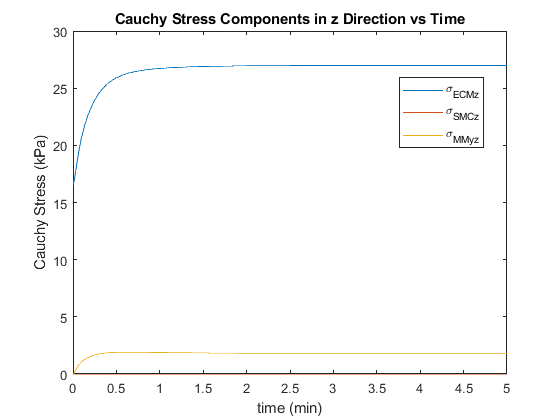 Cauchy Stress Components in z Direction vs Time
30
25
20
15
10
5
0
Cauchy Stress (kPa)
σECMz
σSMCz
σMMyz
0 0.5 1 1.5 2 2.5 3 3.5 4 4.5 5
time (min)